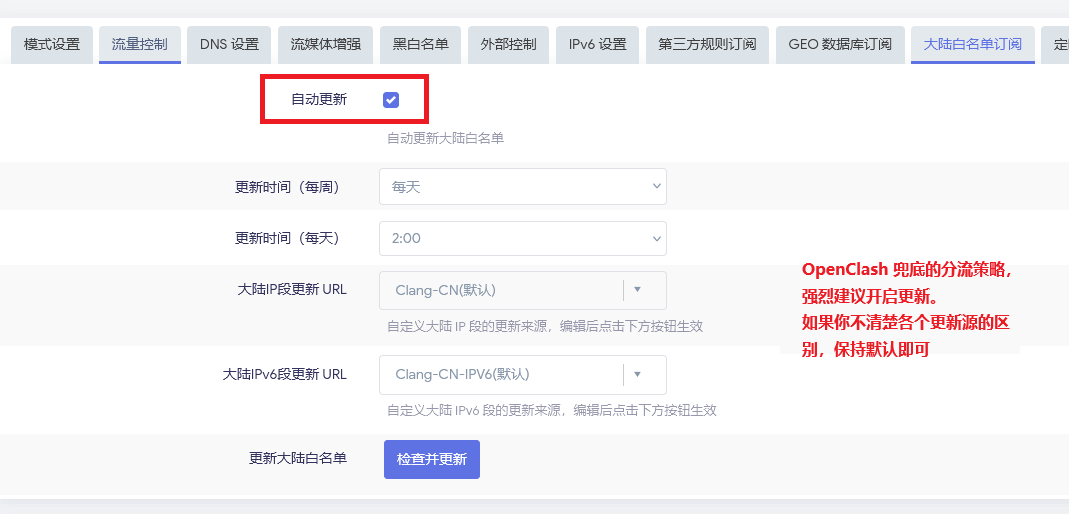 模式设置 流量控制 DNS 设置 流媒体增强 黑白名单 外部控制 IPv6 设置 第三方规则订阅 GEO 数据库订阅 大陆白名单订阅
自动更新
自动更新大陆白名单
更新时间（每周） 每天
更新时间（每天） 2:00
大陆IP段更新 URL Clang-CN(默认)
自定义大陆 IP 段的更新来源，编辑后点击下方按钮生效
大陆IPv6段更新 URL Clang-CN-IPV6(默认)
自定义大陆 IPv6 段的更新来源，编辑后点击下方按钮生效
更新大陆白名单 检查并更新
OpenClash 兜底的分流策略，
强烈建议开启更新。
如果你不清楚各个更新源的区
别，保持默认即可